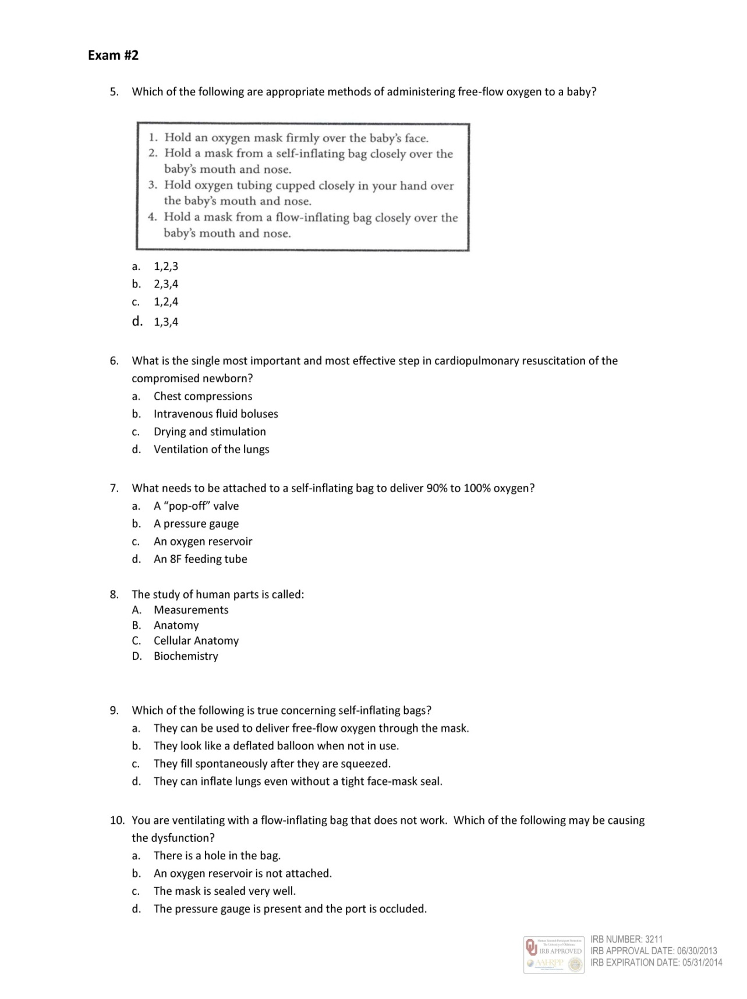 Exam #2
5. Which of the following are appropriate methods of administering free-flow oxygen to a baby?
1. Hold an oxygen mask firmly over the baby's face.
2. Hold a mask from a self-inflating bag closely over the
baby's mouth and nose.
3. Hold oxygen tubing cupped closely in your hand over
the baby's mouth and nose.
4. Hold a mask from a flow-inflating bag closely over the
baby's mouth and nose.
a. 1,2,3
b. 2,3,4
c. 1,2,4
d. 1,3,4
6. What is the single most important and most effective step in cardiopulmonary resuscitation of the
compromised newborn?
a. Chest compressions
b. Intravenous fluid boluses
c. Drying and stimulation
d. Ventilation of the lungs
7. What needs to be attached to a self-inflating bag to deliver 90% to 100% oxygen?
a. A “pop-off” valve
b. A pressure gauge
c. An oxygen reservoir
d. An 8F feeding tube
8. The study of human parts is called:
A. Measurements
B. Anatomy
C. Cellular Anatomy
D. Biochemistry
9. Which of the following is true concerning self-inflating bags?
a. They can be used to deliver free-flow oxygen through the mask.
b. They look like a deflated balloon when not in use.
c. They fill spontaneously after they are squeezed.
d. They can inflate lungs even without a tight face-mask seal.
10. You are ventilating with a flow-inflating bag that does not work.  Which of the following may be causing
the dysfunction?
a. There is a hole in the bag.
b. An oxygen reservoir is not attached.
c. The mask is sealed very well.
d. The pressure gauge is present and the port is occluded.
IRB APPROVED
AAHRPP
IRB NUMBER: 3211
IRB APPROVAL DATE: 06/30/2013
IRB EXPIRATION DATE: 05/31/2014